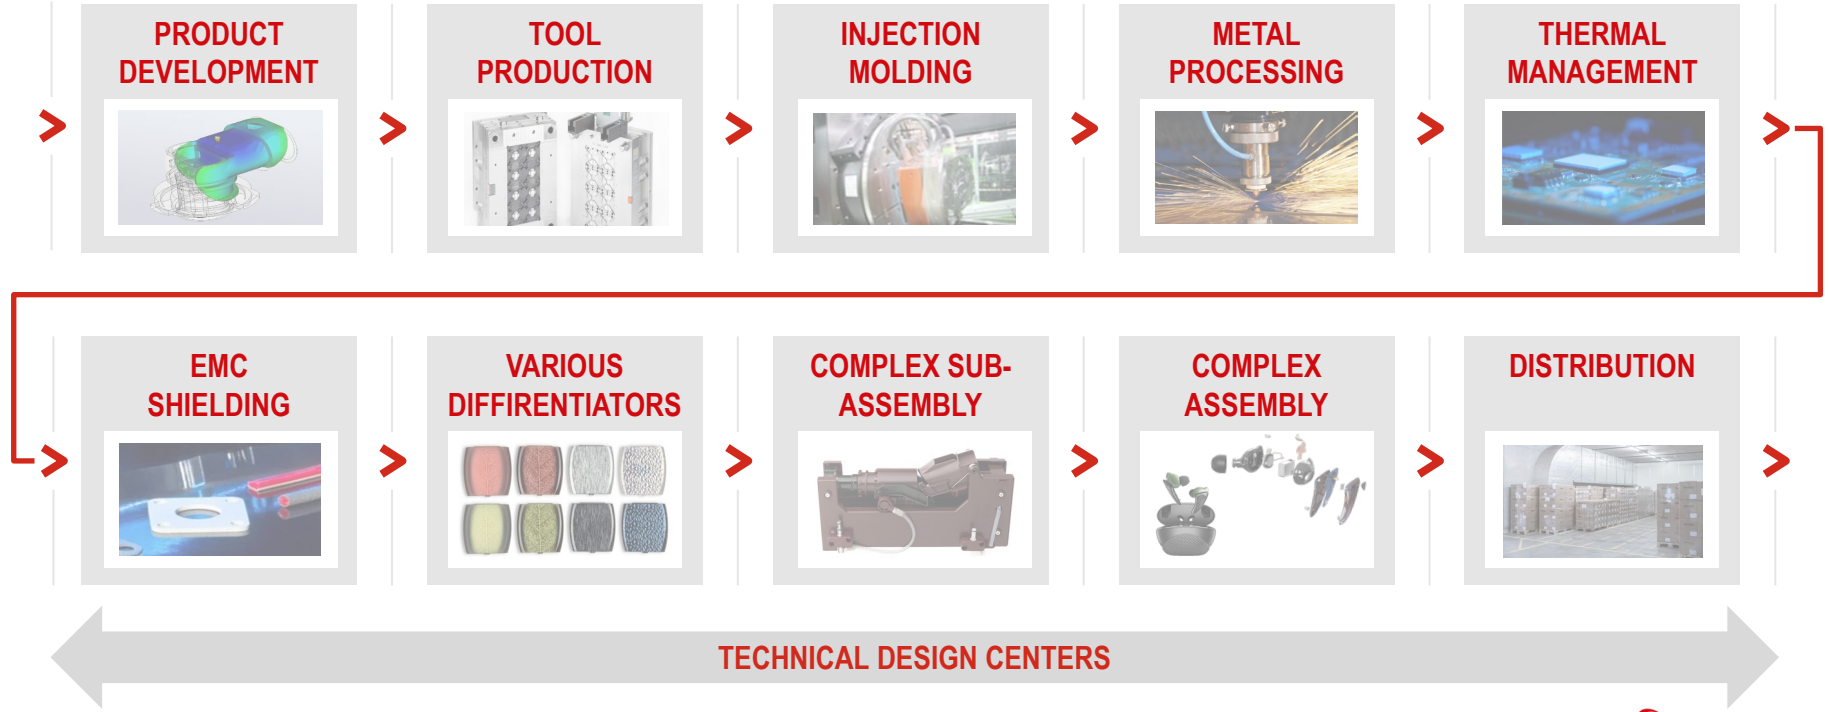 PRODUCT
DEVELOPMENT
TOOL
PRODUCTION
INJECTION
MOLDING
METAL
PROCESSING
THERMAL
MANAGEMENT
EMC
SHIELDING
VARIOUS
DIFFIRENTIATORS
COMPLEX SUB-
ASSEMBLY
COMPLEX
ASSEMBLY
DISTRIBUTION
TECHNICAL DESIGN CENTERS